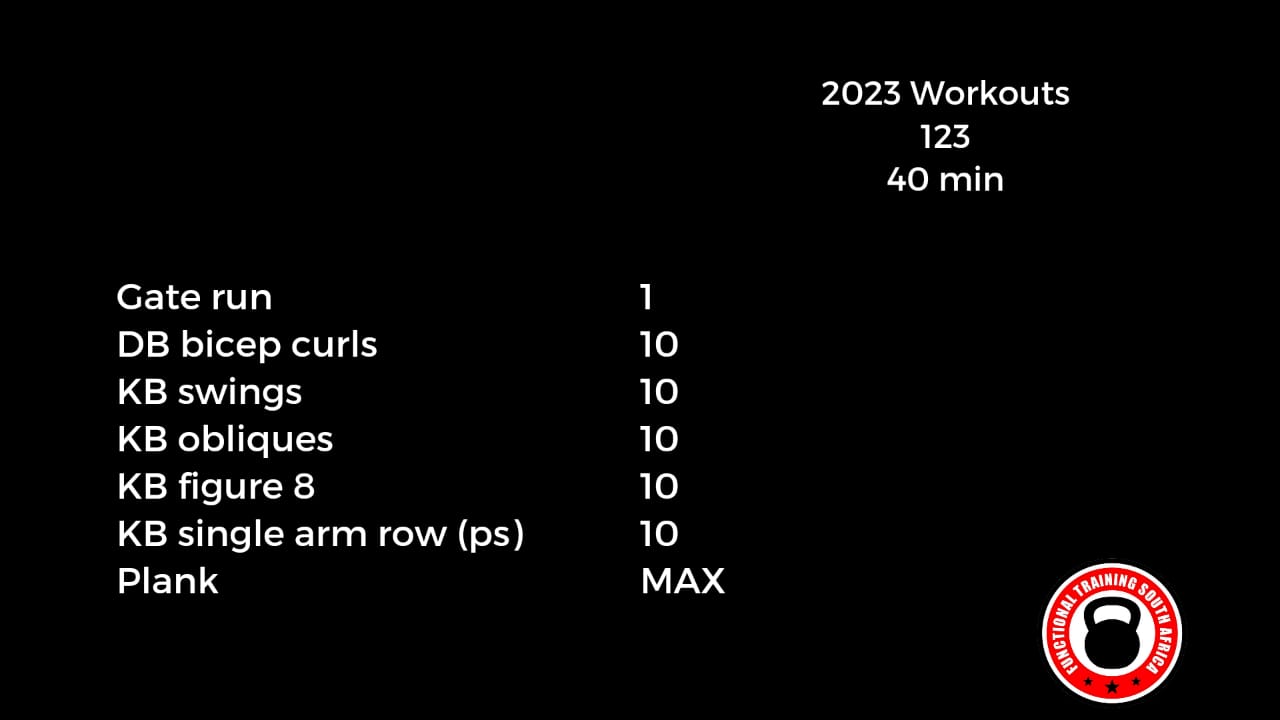 2023 Workouts
123
40 min
Gate run 1
DB bicep curls 10
KB swings 10
KB obliques 10
KB figure 8 10
KB single arm row (ps) 10
Plank MAX
FUNCTIONAL TRAINING SOUTH AFRICA